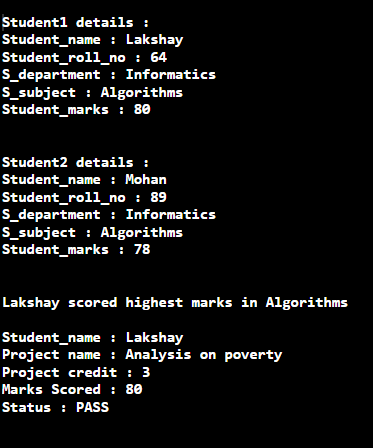 Student1 details :
Student_name : Lakshay
Student_roll_no : 64
S_department : Informatics
S_subject : Algorithms
Student_marks : 80
Student2 details :
Student_name : Mohan
Student_roll_no : 89
S_department : Informatics
S_subject : Algorithms
Student_marks : 78
Lakshay scored highest marks in Algorithms
Student_name : Lakshay
Project name : Analysis on poverty
Project credit : 3
Marks Scored : 80
Status : PASS